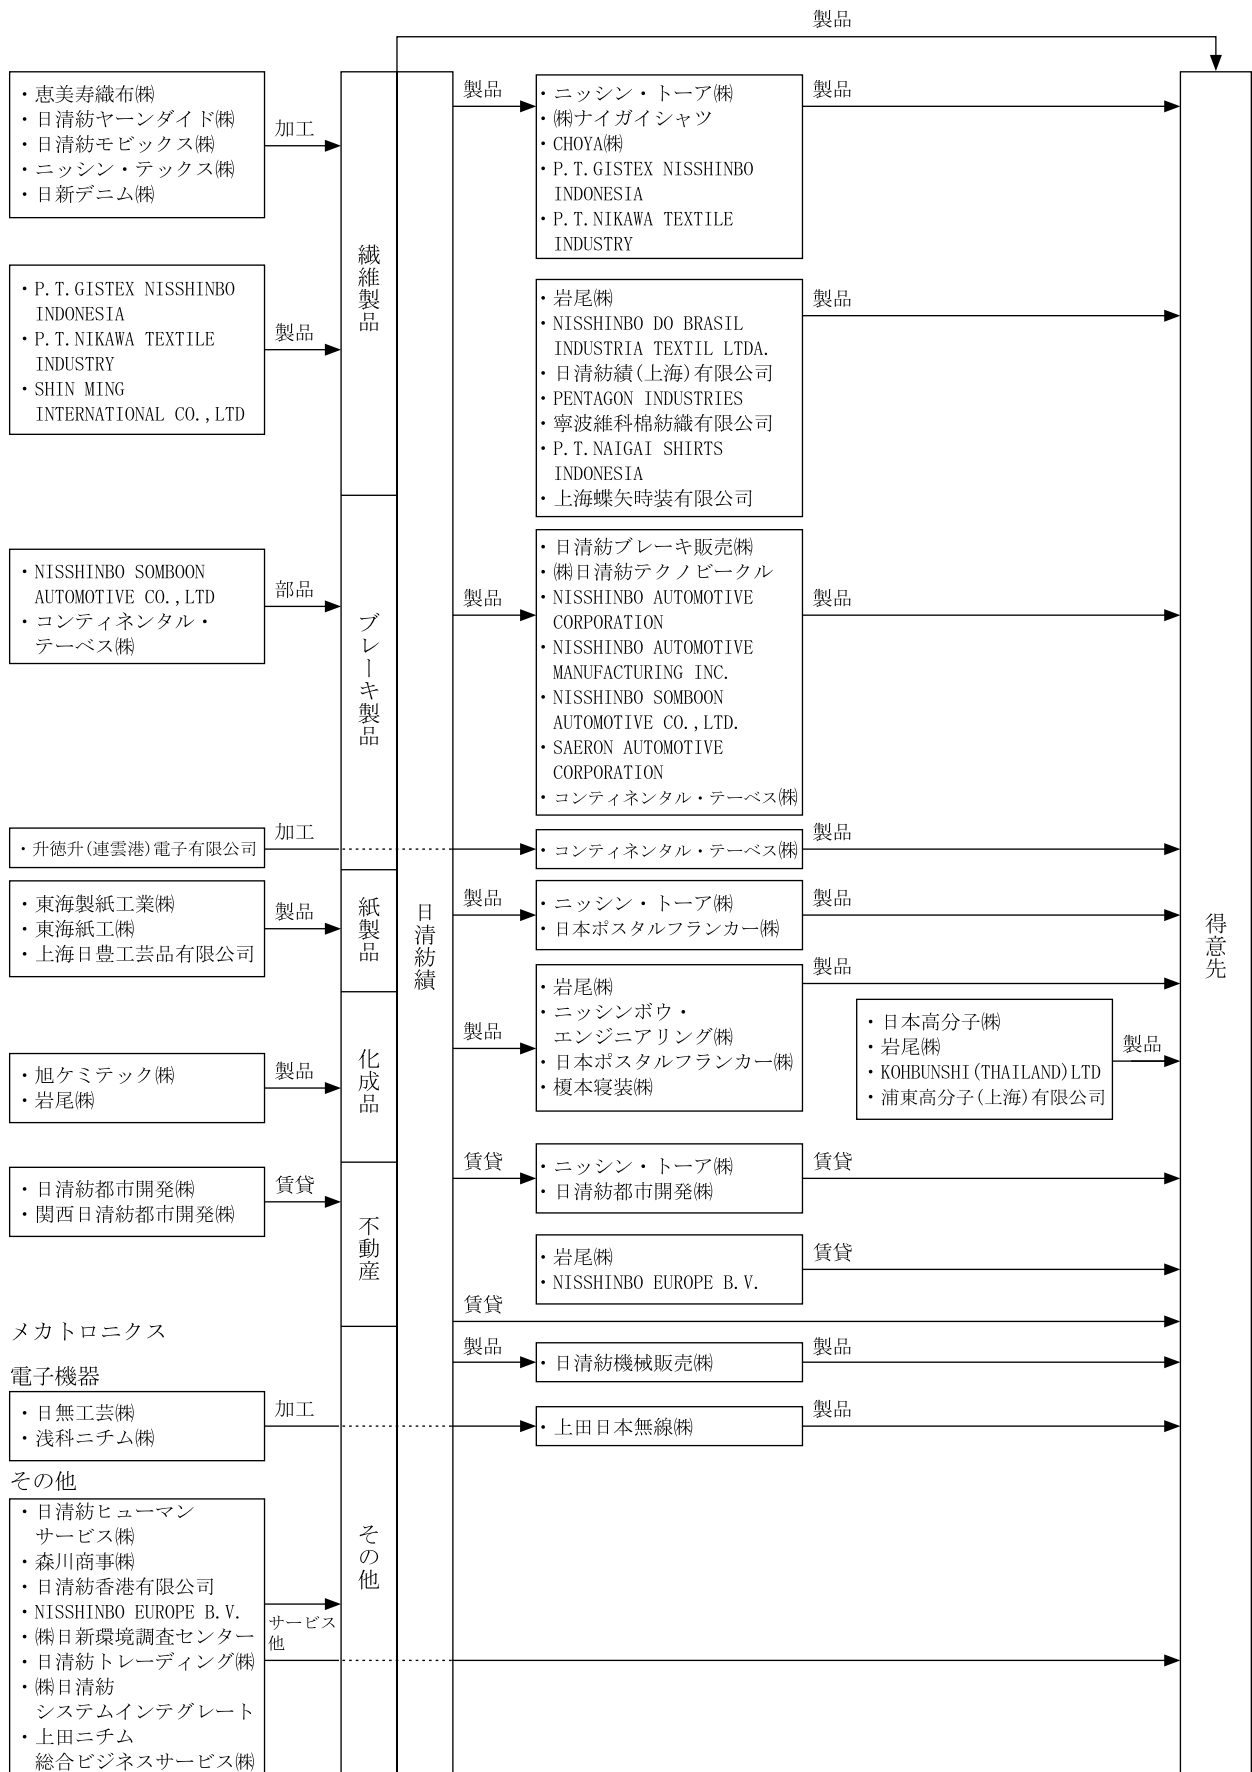 製品
・恵美寿織布㈱
・日清紡ヤーンダイド㈱
・日清紡モビックス㈱
・ニッシン・テックス㈱
・日新デニム㈱
加工
・P.T.GISTEX NISSHINBO
INDONESIA
・P.T.NIKAWA TEXTILE
INDUSTRY
・SHIN MING
INTERNATIONAL CO.,LTD
製品
繊維製品
製品
・ニッシン・トーア㈱
・㈱ナイガイシャツ
・CHOYA㈱
・P.T.GISTEX NISSHINBO
INDONESIA
・P.T.NIKAWA TEXTILE
INDUSTRY
製品
・岩尾㈱
・NISSHINBO DO BRASIL
INDUSTRIA TEXTIL LTDA.
・日清紡績(上海)有限公司
・PENTAGON INDUSTRIES
・寧波維科棉紡織有限公司
・P.T.NAIGAI SHIRTS
INDONESIA
・上海蝶矢時装有限公司
製品
・NISSHINBO SOMBOON
AUTOMOTIVE CO.,LTD
・コンティネンタル・
テーベス㈱
部品
ブレーキ製品
製品
・日清紡ブレーキ販売㈱
・㈱日清紡テクノビークル
・NISSHINBO AUTOMOTIVE
CORPORATION
・NISSHINBO AUTOMOTIVE
MANUFACTURING INC.
・NISSHINBO SOMBOON
AUTOMOTIVE CO.,LTD.
・SAERON AUTOMOTIVE
CORPORATION
・コンティネンタル・テーベス㈱
製品
・升徳升(連雲港)電子有限公司
加工
・コンティネンタル・テーベス㈱
製品
・東海製紙工業㈱
・東海紙工㈱
・上海日豊工芸品有限公司
製品
紙製品
日清紡績
製品
・ニッシン・トーア㈱
・日本ポスタルフランカー㈱
製品
得意先
・旭ケミテック㈱
・岩尾㈱
製品
化成品
製品
・岩尾㈱
・ニッシンボウ・
エンジニアリング㈱
・日本ポスタルフランカー㈱
・榎本寝装㈱
製品
・日本高分子㈱
・岩尾㈱
・KOHBUNSHI(THAILAND)LTD
・浦東高分子(上海)有限公司
製品
・日清紡都市開発㈱
・関西日清紡都市開発㈱
賃貸
不動産
賃貸
・ニッシン・トーア㈱
・日清紡都市開発㈱
賃貸
・岩尾㈱
・NISSHINBO EUROPE B.V.
賃貸
賃貸
メカトロニクス
製品
・日清紡機械販売㈱
製品
電子機器
・日無工芸㈱
・浅科ニチム㈱
加工
・上田日本無線㈱
製品
その他
・日清紡ヒューマン
サービス㈱
・森川商事㈱
・日清紡香港有限公司
・NISSHINBO EUROPE B.V.
・㈱日新環境調査センター
・日清紡トレーディング㈱
・㈱日清紡
システムインテグレート
・上田ニチム
総合ビジネスサービス㈱
サービス
他
その他